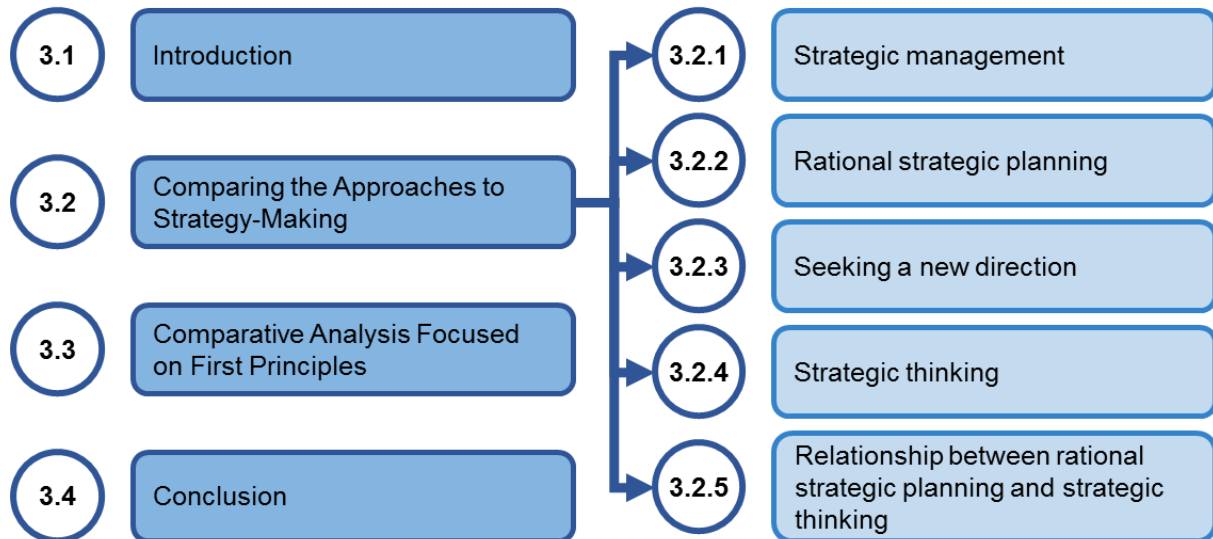 3.1
Introduction
3.2
Comparing the Approaches to
Strategy-Making
3.3
Comparative Analysis Focused
on First Principles
3.4
Conclusion
3.2.1
Strategic management
3.2.2
Rational strategic planning
3.2.3
Seeking a new direction
3.2.4
Strategic thinking
3.2.5
Relationship between rational
strategic planning and strategic
thinking